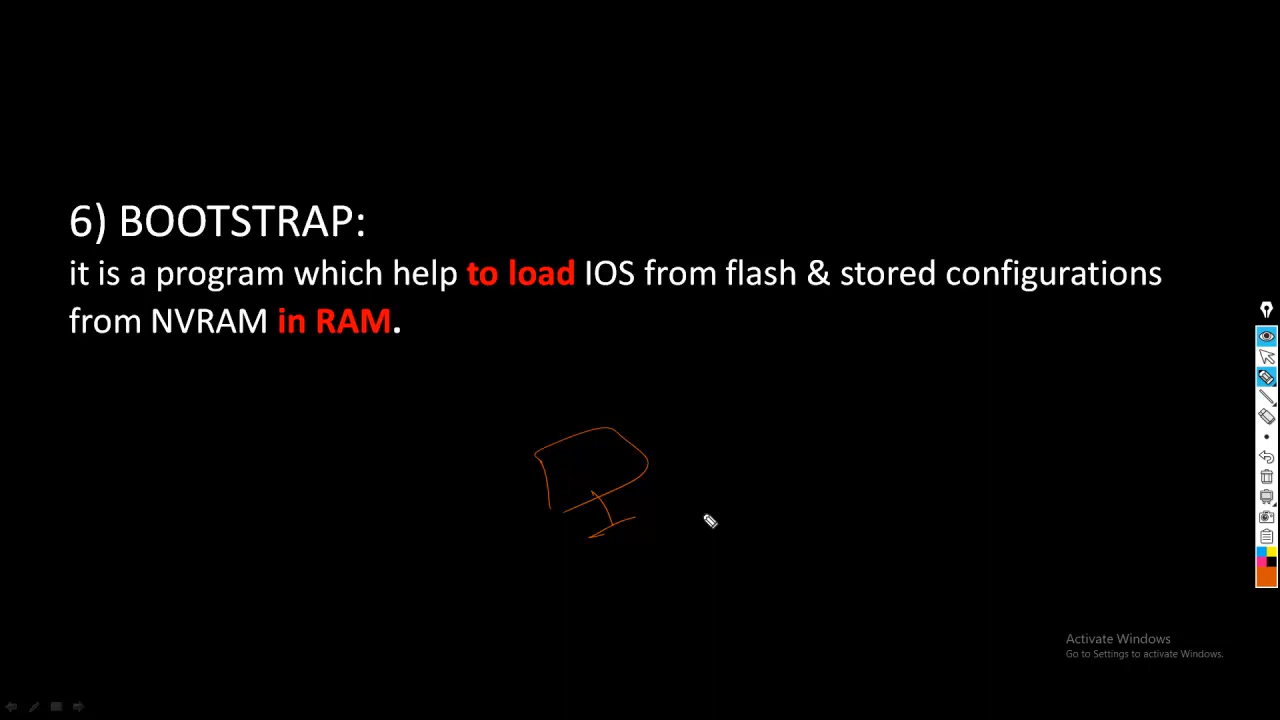 6) BOOTSTRAP:
it is a program which help to load IOS from flash & stored configurations
from NVRAM in RAM.
Activate Windows
Go to Settings to activate Windows.